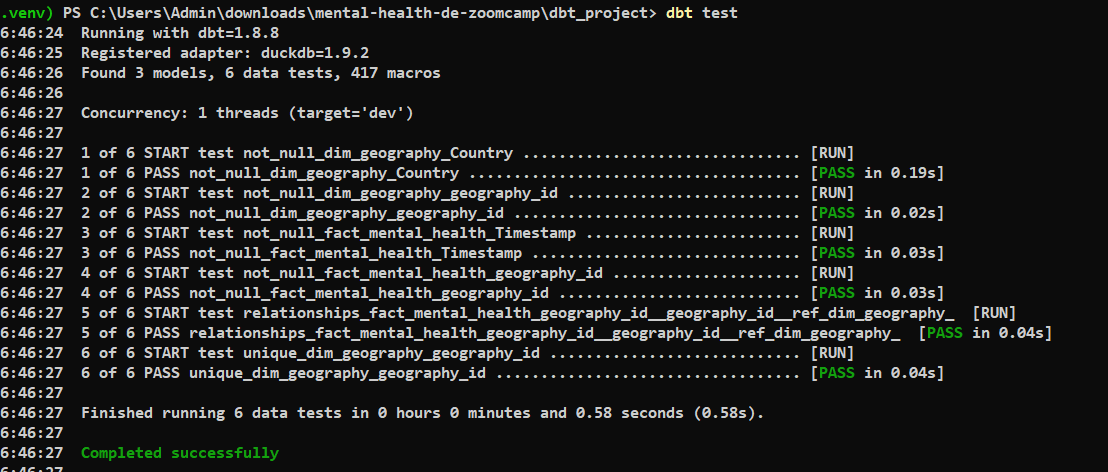 .venv) PS C:\Users\Admin\downloads\mental-health-de-zoomcamp\dbt_project> dbt test
6:46:24  Running with dbt=1.8.8
6:46:25  Registered adapter: duckdb=1.9.2
6:46:26  Found 3 models, 6 data tests, 417 macros
6:46:26
6:46:27  Concurrency: 1 threads (target='dev')
6:46:27
6:46:27  1 of 6 START test not_null_dim_geography_Country ............................... [RUN]
6:46:27  1 of 6 PASS not_null_dim_geography_Country ..................................... [PASS in 0.19s]
6:46:27  2 of 6 START test not_null_dim_geography_geography_id .......................... [RUN]
6:46:27  2 of 6 PASS not_null_dim_geography_geography_id ................................ [PASS in 0.02s]
6:46:27  3 of 6 START test not_null_fact_mental_health_Timestamp ........................ [RUN]
6:46:27  3 of 6 PASS not_null_fact_mental_health_Timestamp .............................. [PASS in 0.03s]
6:46:27  4 of 6 START test not_null_fact_mental_health_geography_id ..................... [RUN]
6:46:27  4 of 6 PASS not_null_fact_mental_health_geography_id ........................... [PASS in 0.03s]
6:46:27  5 of 6 START test relationships_fact_mental_health_geography_id__geography_id__ref_dim_geography_  [RUN]
6:46:27  5 of 6 PASS relationships_fact_mental_health_geography_id__geography_id__ref_dim_geography_  [PASS in 0.04s]
6:46:27  6 of 6 START test unique_dim_geography_geography_id ............................ [RUN]
6:46:27  6 of 6 PASS unique_dim_geography_geography_id .................................. [PASS in 0.04s]
6:46:27
6:46:27  Finished running 6 data tests in 0 hours 0 minutes and 0.58 seconds (0.58s).
6:46:27
6:46:27  Completed successfully
6:46:27